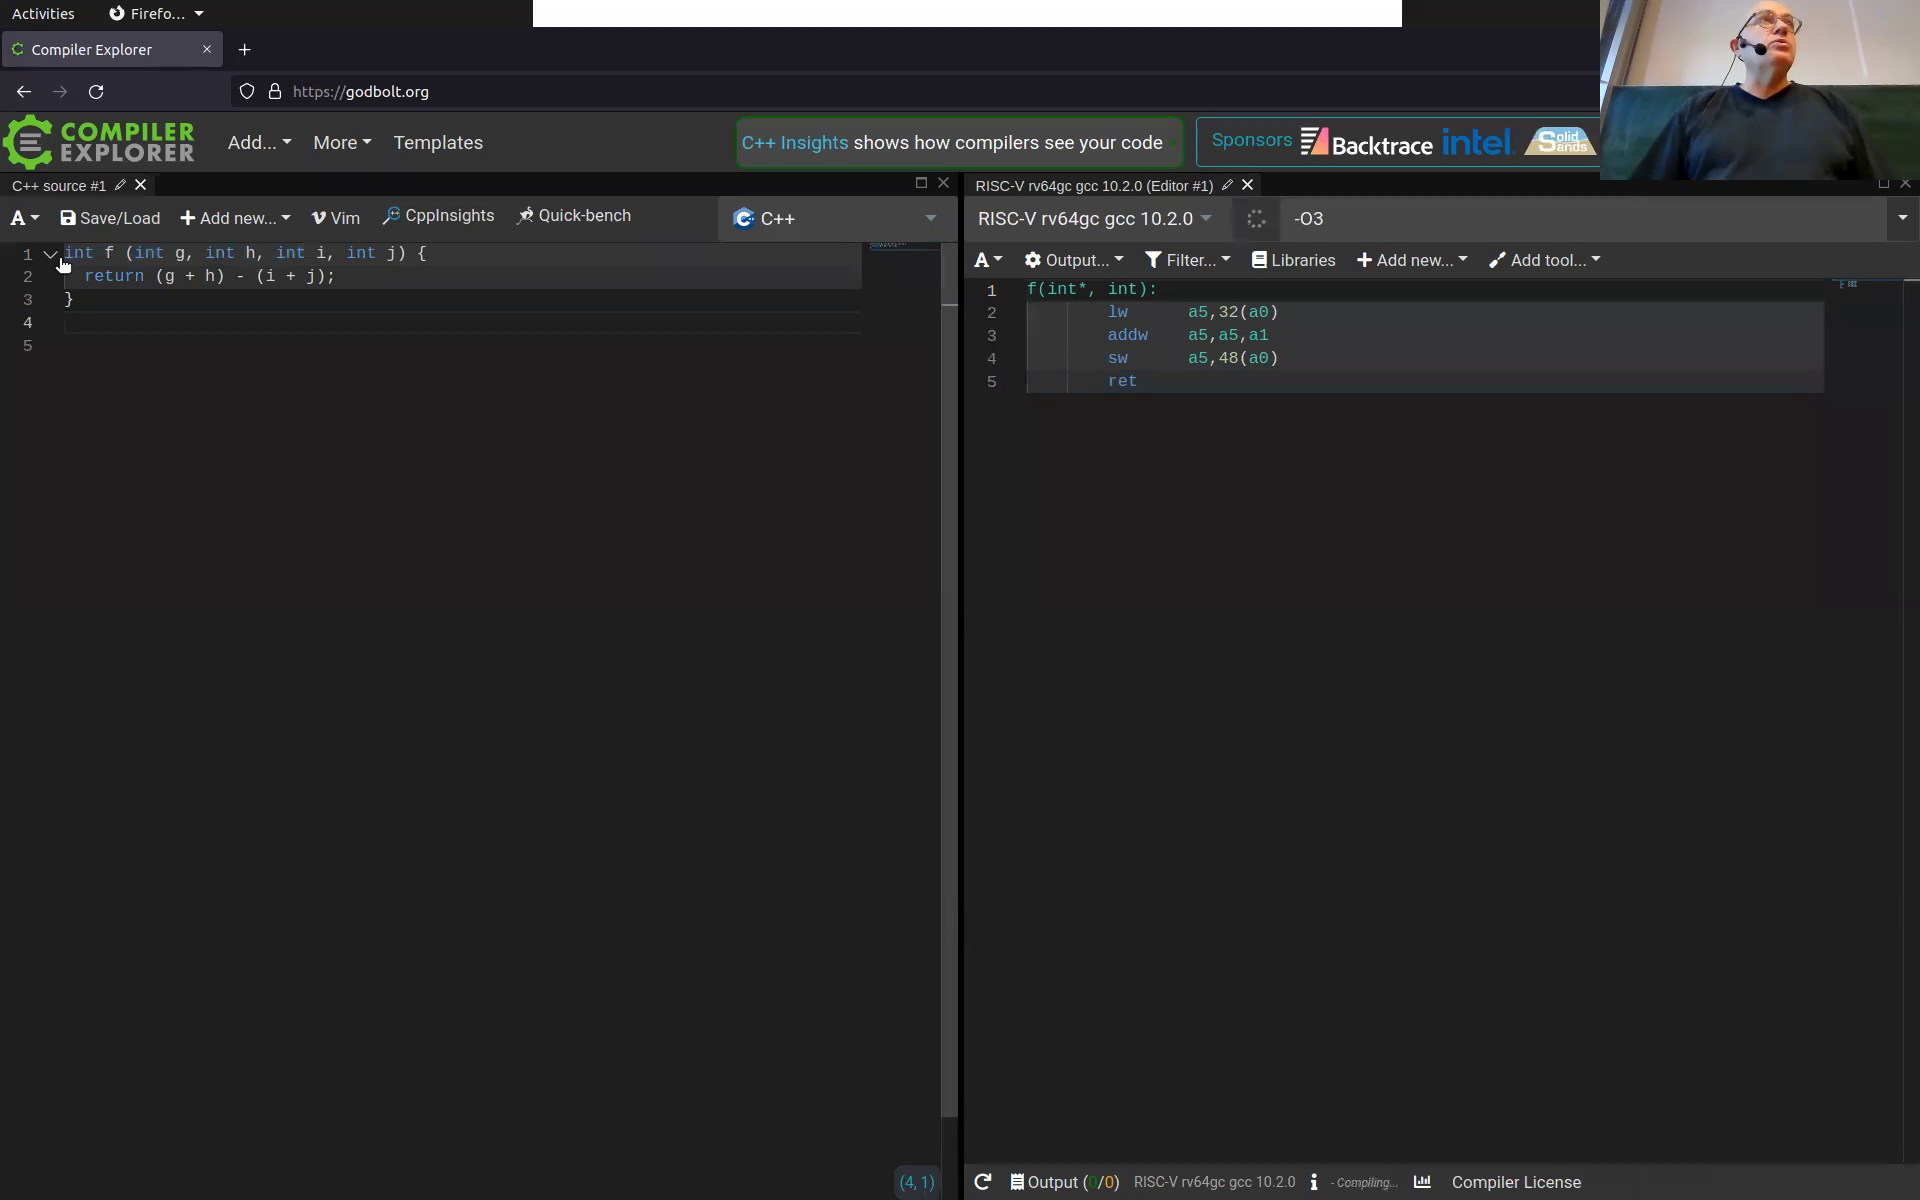 Activities Firefo...
Compiler Explorer
https://godbolt.org
COMPILER EXPLORER Add... More Templates C++ Insights shows how compilers see your code Sponsors Backtrace intel. Solid Sands
C++ source #1 RISC-V rv64gc gcc 10.2.0 (Editor #1)
A Save/Load + Add new... Vim CppInsights Quick-bench C++ RISC-V rv64gc gcc 10.2.0 -O3
A Output... Filter... Libraries + Add new... Add tool...
1 int f (int g, int h, int i, int j) {
2 return (g + h) - (i + j);
3 }
4
5
1 f(int*, int):
2 lw a5,32(a0)
3 addw a5,a5,a1
4 sw a5,48(a0)
5 ret
(4, 1)
Output (0/0) RISC-V rv64gc gcc 10.2.0 i - Compiling... Compiler License